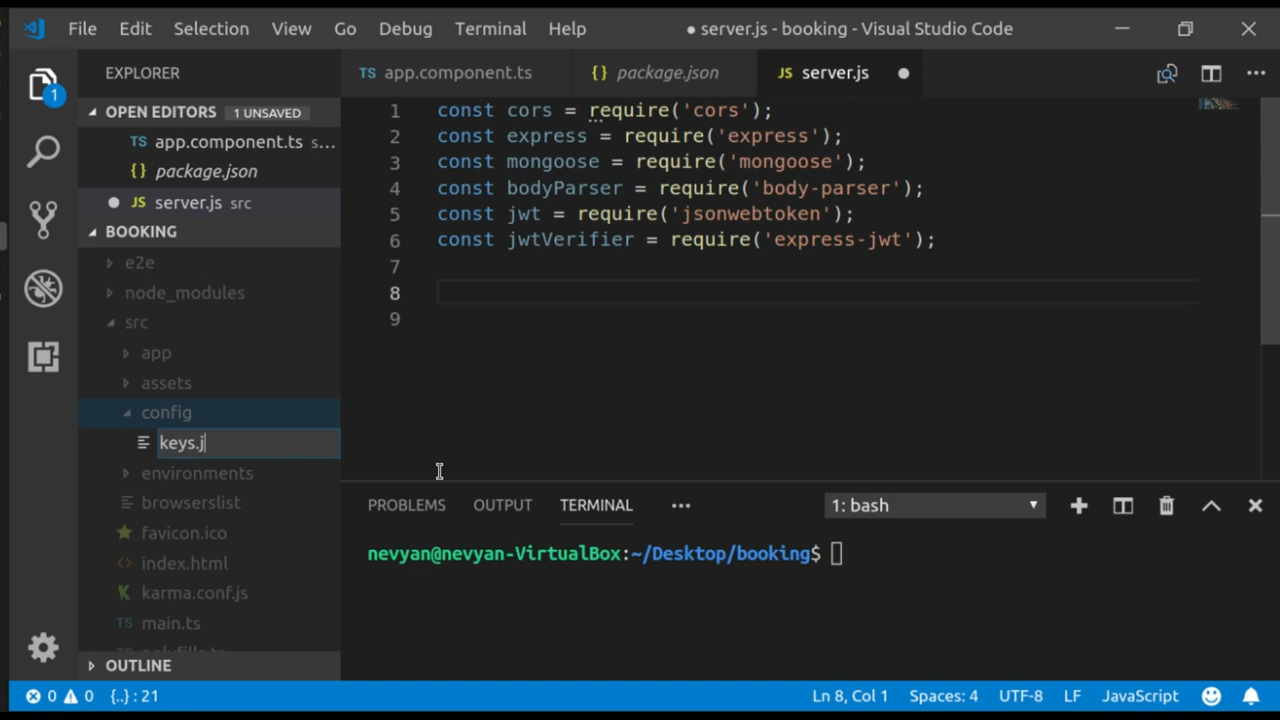 File Edit Selection View Go Debug Terminal Help ● server.js - booking - Visual Studio Code
EXPLORER
OPEN EDITORS 1 UNSAVED
TS app.component.ts s...
{} package.json
● JS server.js src
BOOKING
e2e
node_modules
src
app
assets
config
keys.j
environments
browserslist
favicon.ico
<> index.html
K karma.conf.js
TS main.ts
OUTLINE
1
TS app.component.ts {} package.json JS server.js ●
1 const cors = require('cors');
2 const express = require('express');
3 const mongoose = require('mongoose');
4 const bodyParser = require('body-parser');
5 const jwt = require('jsonwebtoken');
6 const jwtVerifier = require('express-jwt');
7
8
9
PROBLEMS OUTPUT TERMINAL ••• 1: bash
nevyan@nevyan-VirtualBox:~/Desktop/booking$
0 0 {..} : 21 Ln 8, Col 1 Spaces: 4 UTF-8 LF JavaScript